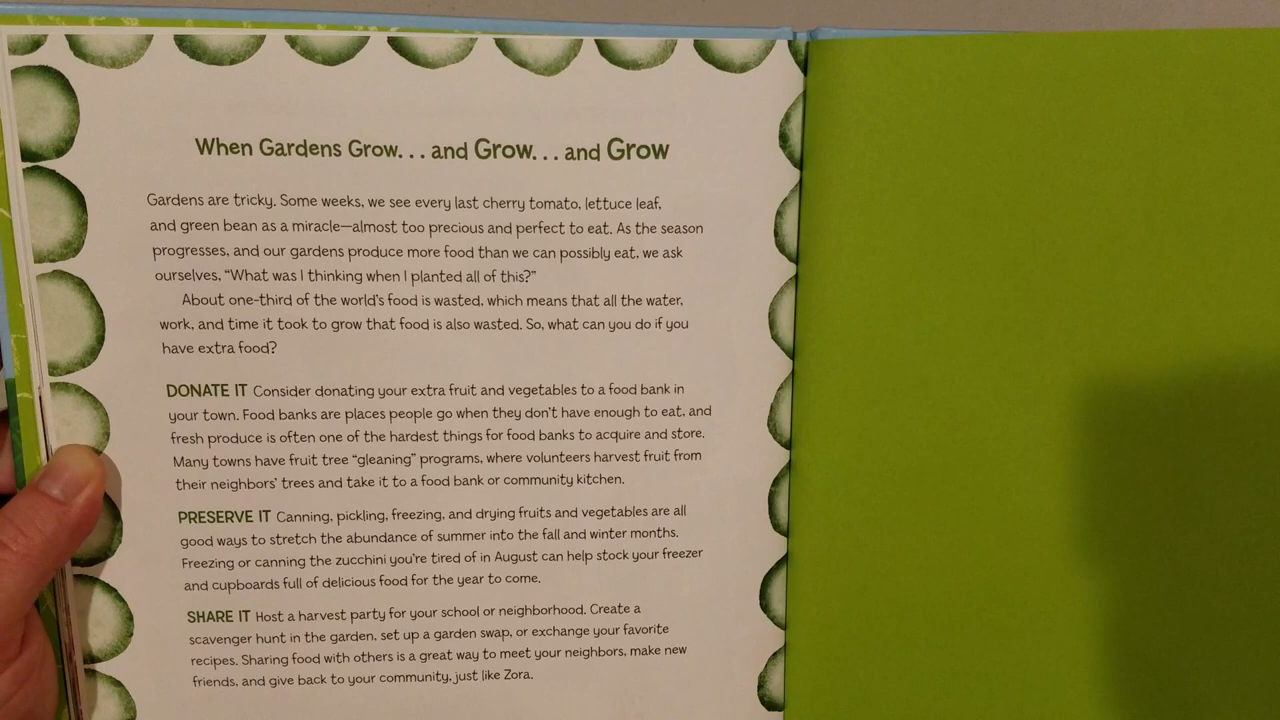 When Gardens Grow... and Grow... and Grow
Gardens are tricky. Some weeks, we see every last cherry tomato, lettuce leaf,
and green bean as a miracle—almost too precious and perfect to eat. As the season
progresses, and our gardens produce more food than we can possibly eat, we ask
ourselves, “What was I thinking when I planted all of this?”
About one-third of the world's food is wasted, which means that all the water,
work, and time it took to grow that food is also wasted. So, what can you do if you
have extra food?
DONATE IT Consider donating your extra fruit and vegetables to a food bank in
your town. Food banks are places people go when they don't have enough to eat, and
fresh produce is often one of the hardest things for food banks to acquire and store.
Many towns have fruit tree “gleaning” programs, where volunteers harvest fruit from
their neighbors' trees and take it to a food bank or community kitchen.
PRESERVE IT Canning, pickling, freezing, and drying fruits and vegetables are all
good ways to stretch the abundance of summer into the fall and winter months.
Freezing or canning the zucchini you're tired of in August can help stock your freezer
and cupboards full of delicious food for the year to come.
SHARE IT Host a harvest party for your school or neighborhood. Create a
scavenger hunt in the garden, set up a garden swap, or exchange your favorite
recipes. Sharing food with others is a great way to meet your neighbors, make new
friends, and give back to your community, just like Zora.